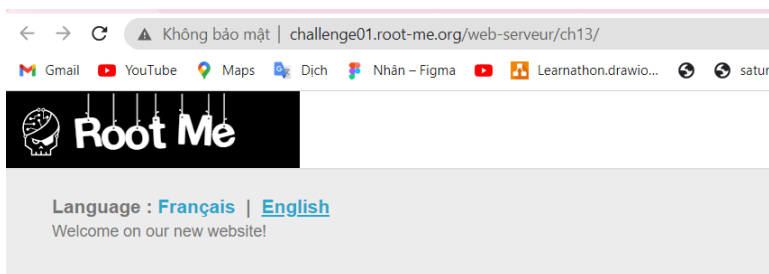 Không bảo mật | challenge01.root-me.org/web-serveur/ch13/
Gmail YouTube Maps Dịch Nhân – Figma Learnathon.drawio... satur
Root Me
Language : Français | English
Welcome on our new website!